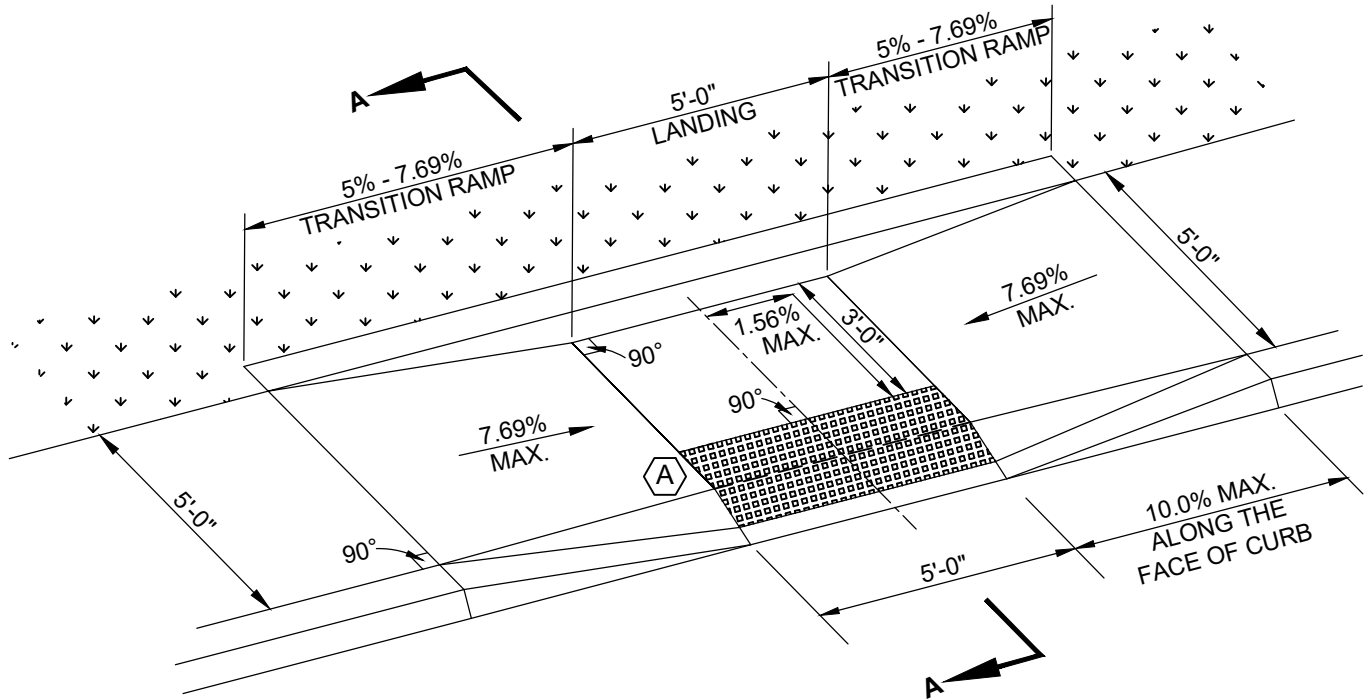 5% - 7.69%
TRANSITION RAMP
5'-0"
LANDING
5% - 7.69%
TRANSITION RAMP
A
5'-0"
7.69%
MAX.
1.56%
MAX.
3'-0"
90°
90°
7.69%
MAX.
A
5'-0"
90°
10.0% MAX.
ALONG THE
FACE OF CURB
5'-0"
A